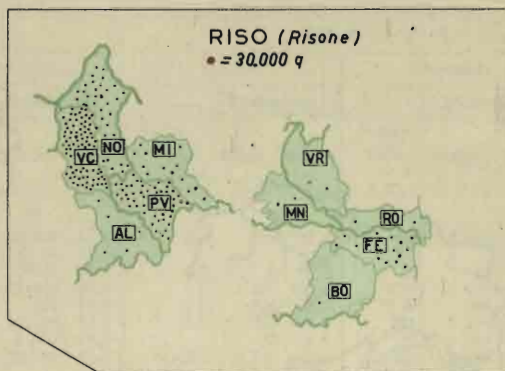 RISO (Risone)
= 30.000 q
NO
MI
VC
PV
AL
VR
MN
RO
FE
BO